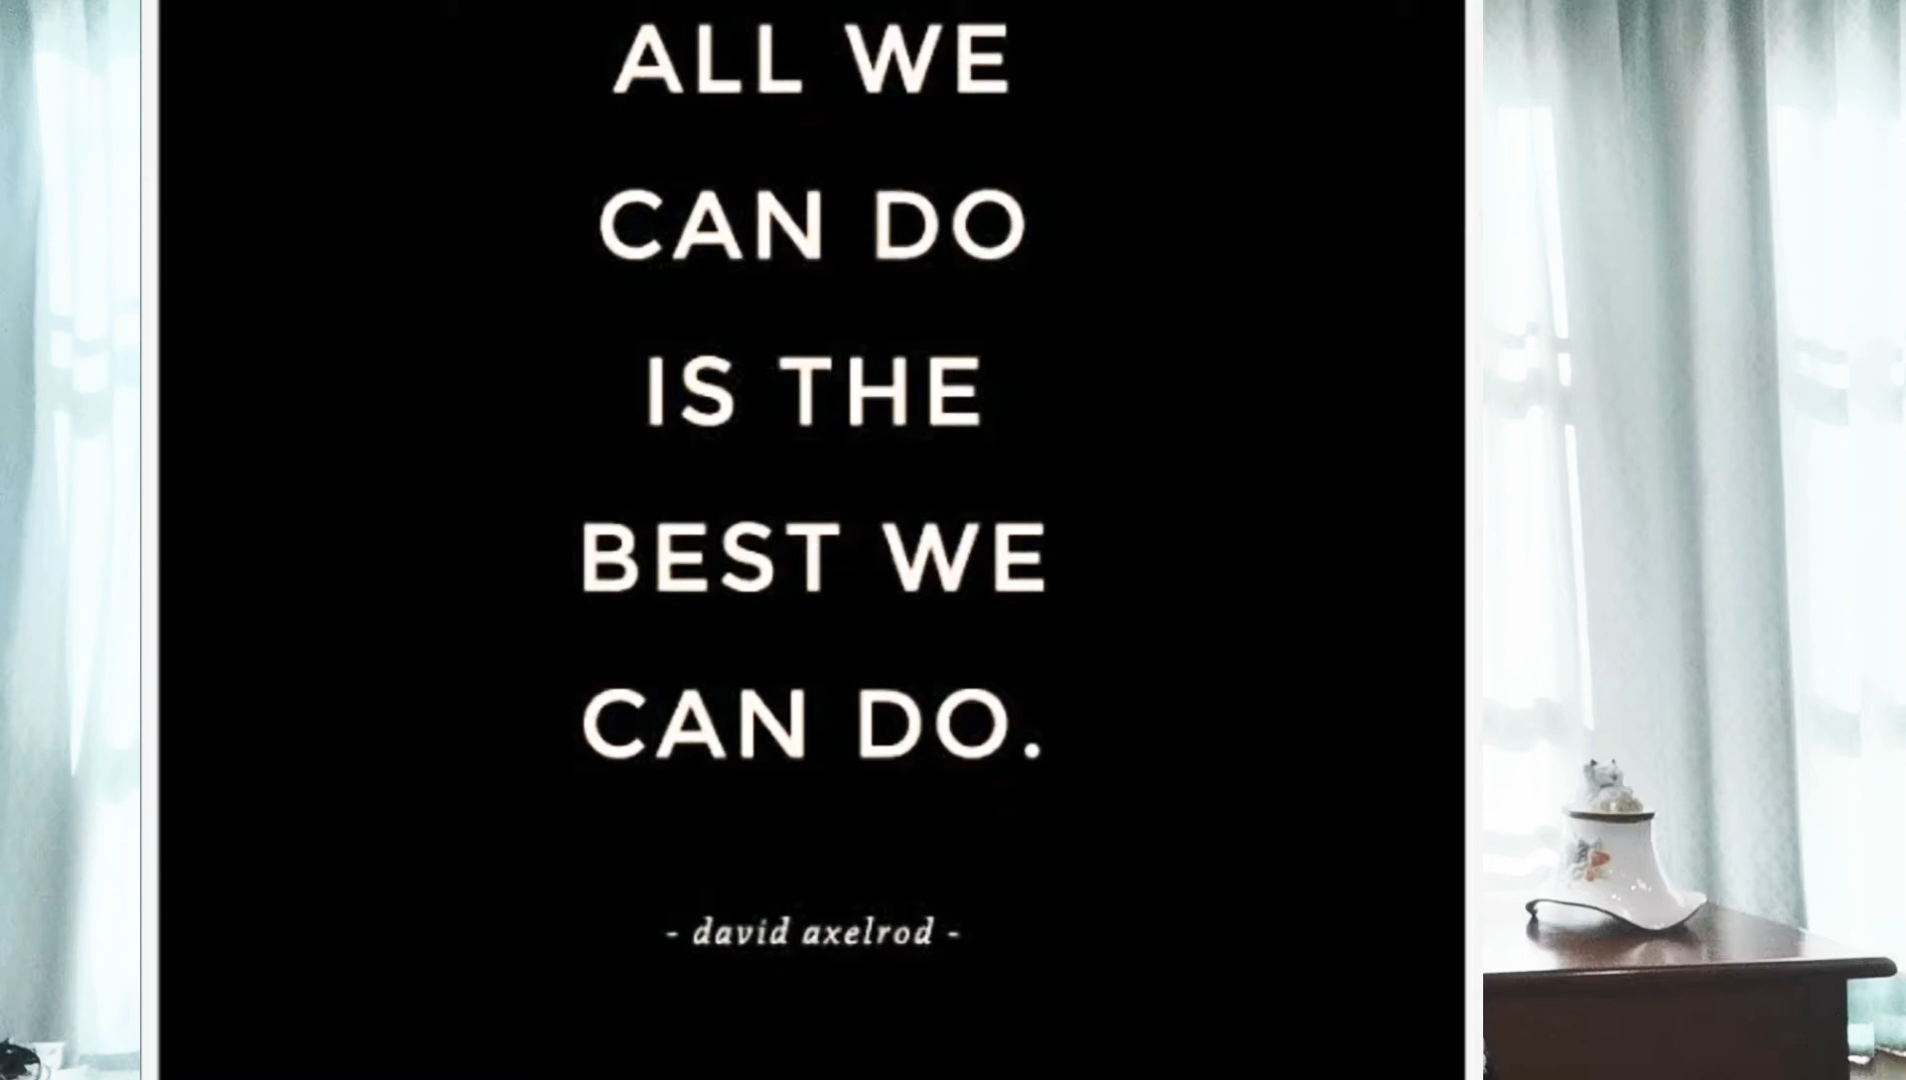 ALL WE
CAN DO
IS THE
BEST WE
CAN DO.
- david axelrod -